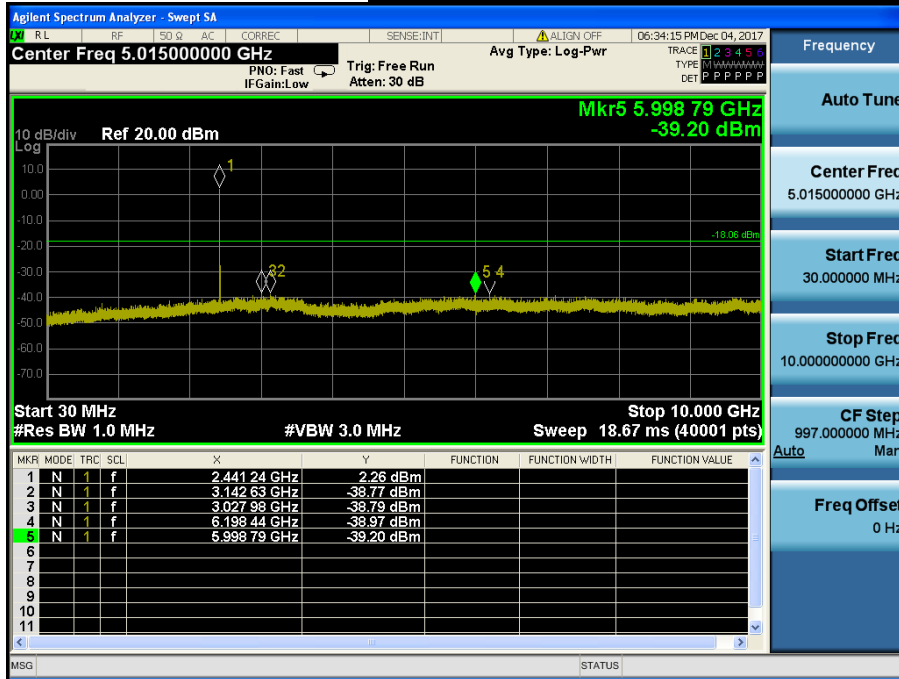 Agilent Spectrum Analyzer - Swept SA
LXI RL RF 50 Ω AC CORREC SENSE:INT ALIGN OFF 06:34:15 PM Dec 04, 2017
Center Freq 5.015000000 GHz
PNO: Fast
IFGain:Low
Trig: Free Run
Atten: 30 dB
Avg Type: Log-Pwr
TRACE 1 2 3 4 5 6
TYPE M WWWWW
DET P P P P P P
Mkr5 5.998 79 GHz
-39.20 dBm
10 dB/div Ref 20.00 dBm
Log
10.0
0.00
-10.0
-20.0
-30.0
-40.0
-50.0
-60.0
-70.0
1
-18.06 dBm
3 2
5 4
Start 30 MHz Stop 10.000 GHz
#Res BW 1.0 MHz #VBW 3.0 MHz Sweep 18.67 ms (40001 pts)
MKR MODE TRC SCL X Y FUNCTION FUNCTION WIDTH FUNCTION VALUE
1 N 1 f 2.441 24 GHz 2.26 dBm
2 N 1 f 3.142 63 GHz -38.77 dBm
3 N 1 f 3.027 98 GHz -38.79 dBm
4 N 1 f 6.198 44 GHz -38.97 dBm
5 N 1 f 5.998 79 GHz -39.20 dBm
6
7
8
9
10
11
MSG STATUS
Frequency
Auto Tune
Center Freq
5.015000000 GHz
Start Freq
30.000000 MHz
Stop Freq
10.000000000 GHz
CF Step
997.000000 MHz
Auto Man
Freq Offset
0 Hz